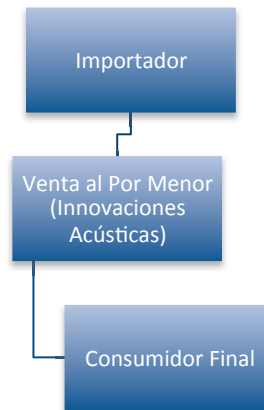 Importador
Venta al Por Menor
(Innovaciones
Acústicas)
Consumidor Final